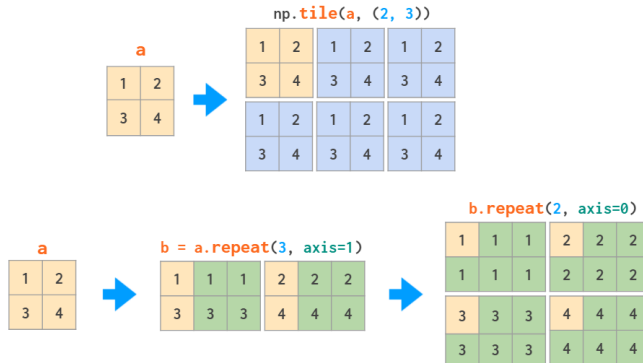 np.tile(a, (2, 3))
a
1 2 1 2 1 2
1 2
3 4 3 4 3 4
3 4
1 2 1 2 1 2
3 4 3 4 3 4
b.repeat(2, axis=0)
a
b = a.repeat(3, axis=1)
1 1 1 2 2 2
1 2
1 1 1 2 2 2
1 1 1 2 2 2
3 4
3 3 3 4 4 4
3 3 3 4 4 4
3 3 3 4 4 4